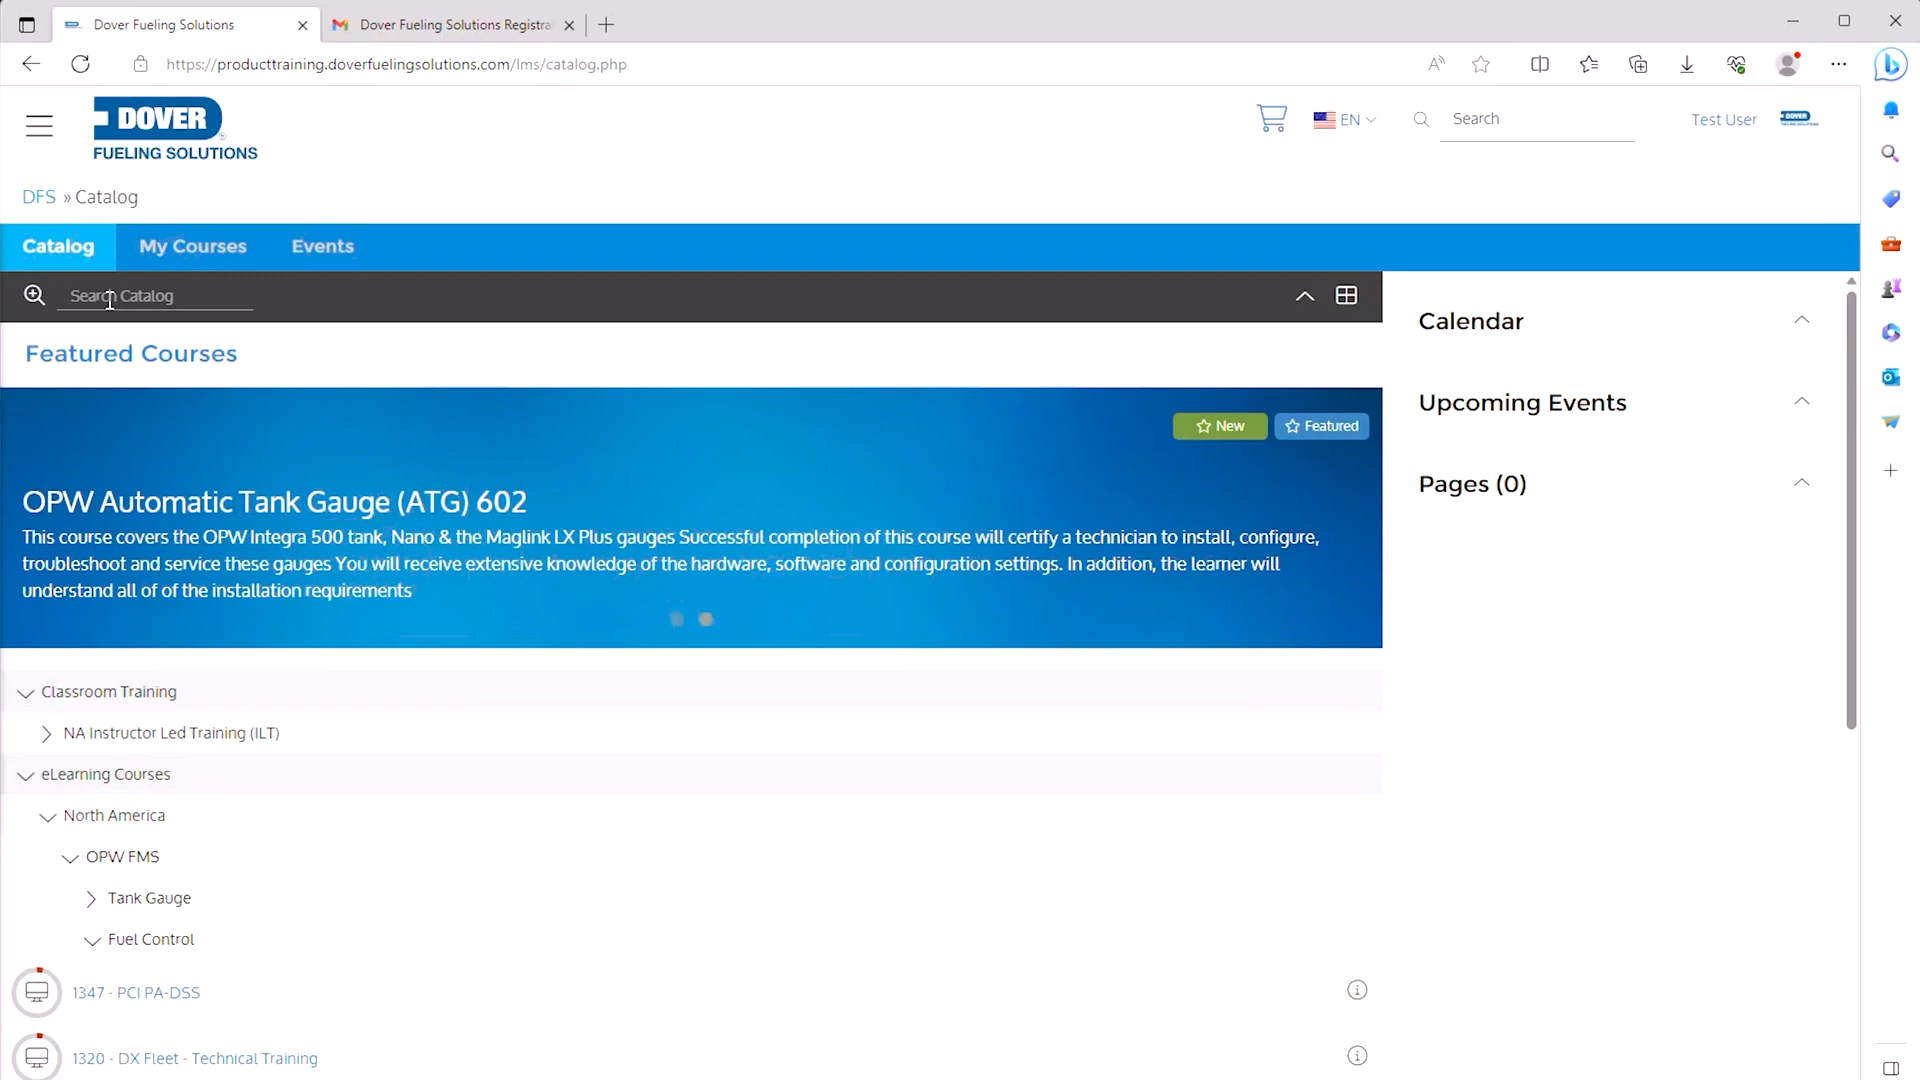 Dover Fueling Solutions
Dover Fueling Solutions Registra
https://producttraining.doverfuelingsolutions.com/lms/catalog.php
DOVER
FUELING SOLUTIONS
EN
Search
Test User
DOVER
DFS » Catalog
Catalog
My Courses
Events
Search Catalog
Featured Courses
New
Featured
OPW Automatic Tank Gauge (ATG) 602
This course covers the OPW Integra 500 tank, Nano & the Maglink LX Plus gauges Successful completion of this course will certify a technician to install, configure,
troubleshoot and service these gauges You will receive extensive knowledge of the hardware, software and configuration settings. In addition, the learner will
understand all of of the installation requirements
Calendar
Upcoming Events
Pages (0)
Classroom Training
NA Instructor Led Training (ILT)
eLearning Courses
North America
OPW FMS
Tank Gauge
Fuel Control
1347 - PCI PA-DSS
1320 - DX Fleet - Technical Training